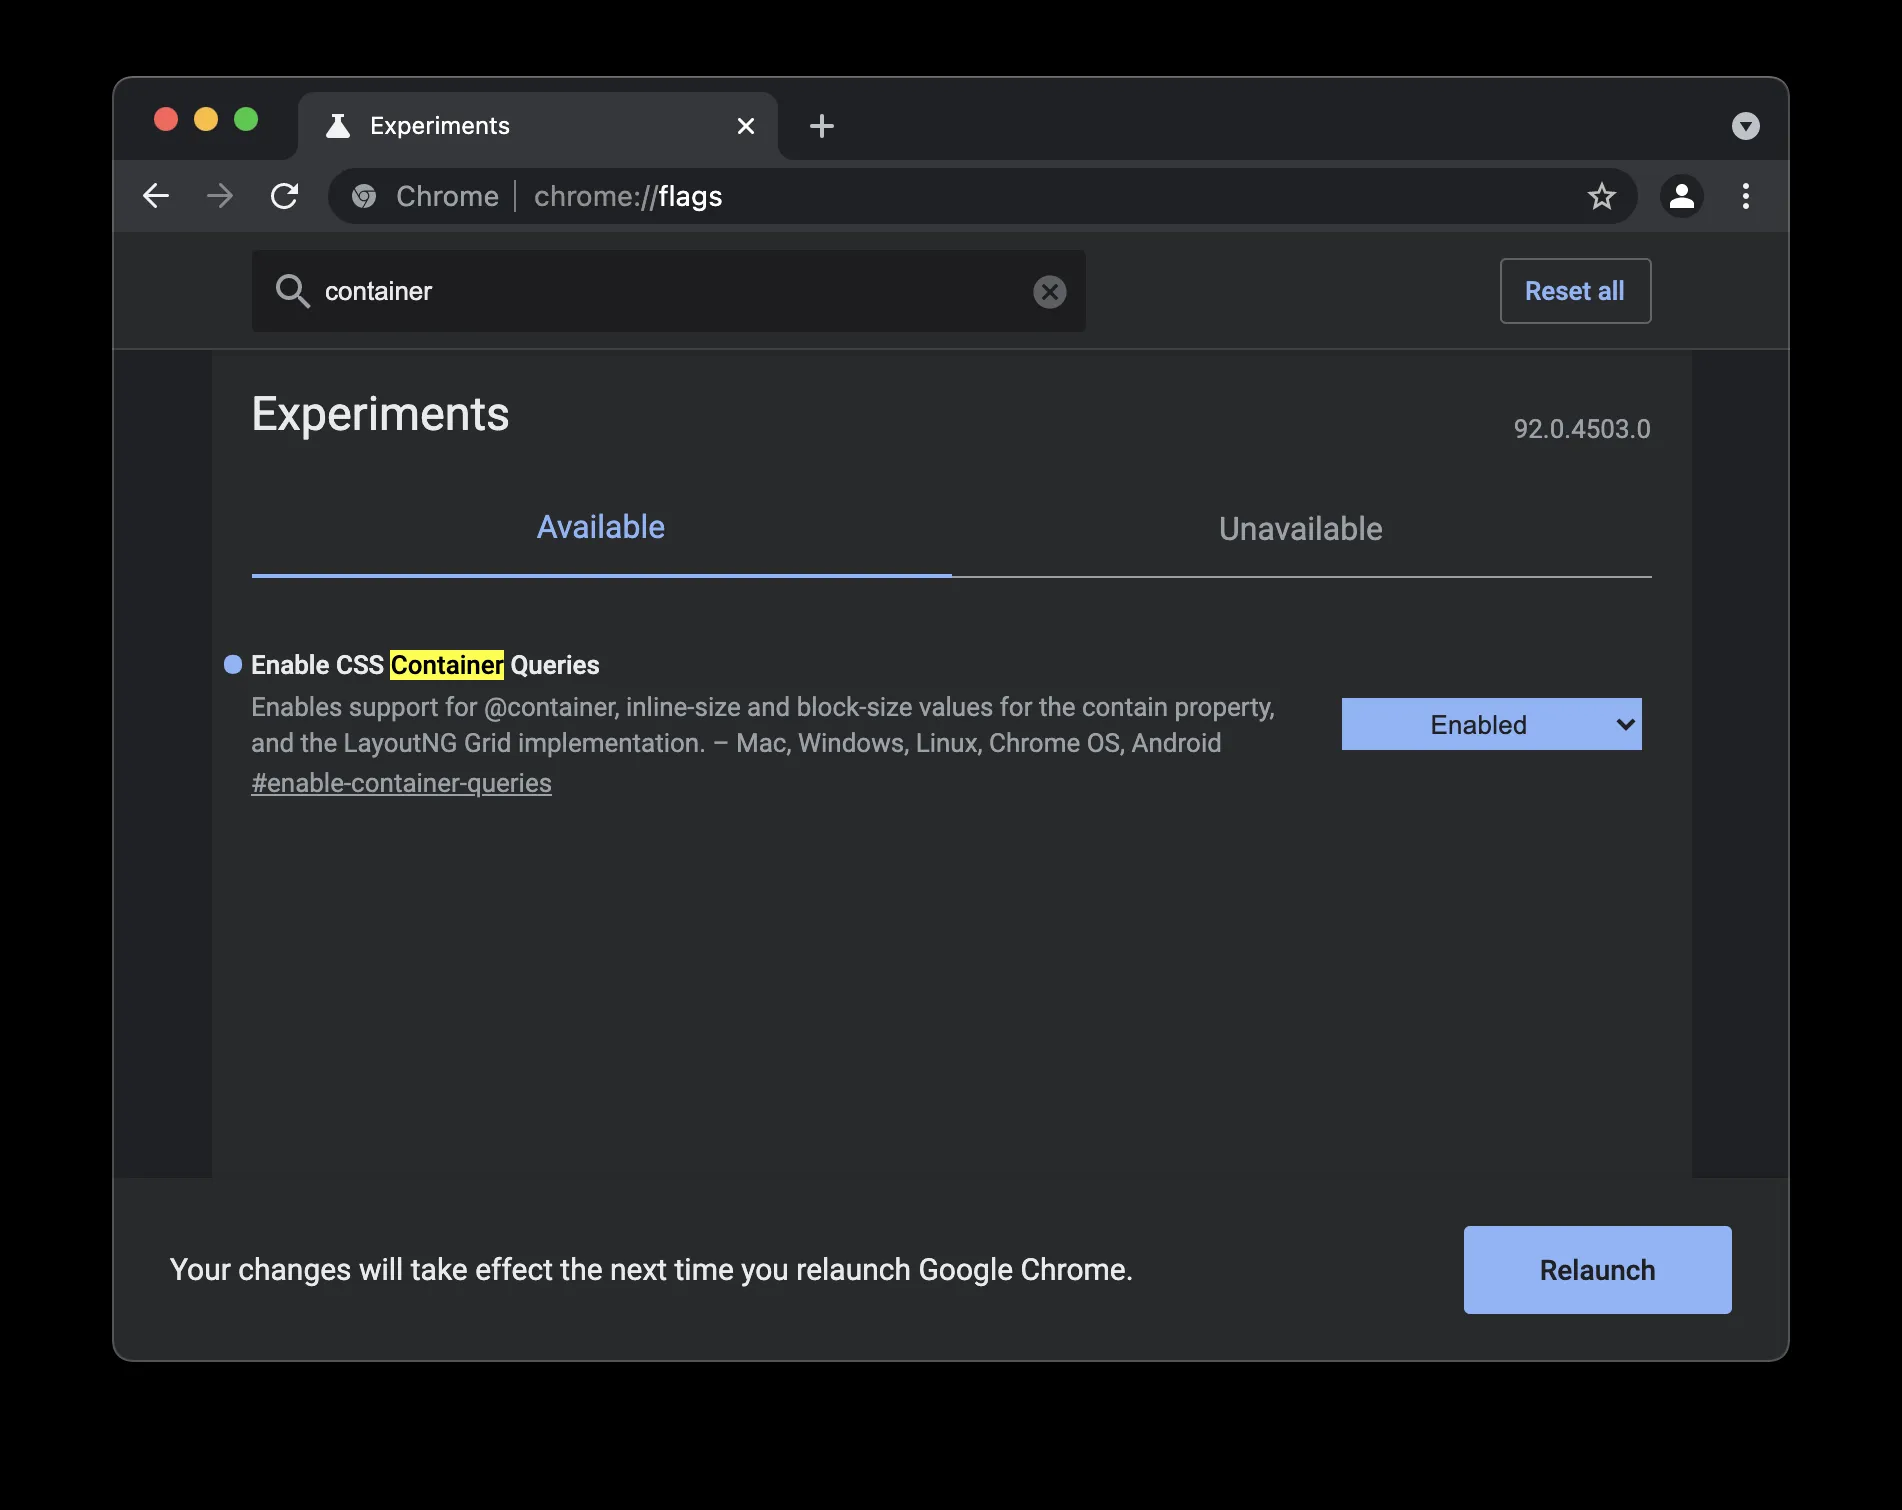 Experiments
Chrome | chrome://flags
container
Reset all
Experiments
92.0.4503.0
Available
Unavailable
Enable CSS Container Queries
Enables support for @container, inline-size and block-size values for the contain property,
and the LayoutNG Grid implementation. – Mac, Windows, Linux, Chrome OS, Android
#enable-container-queries
Enabled
Your changes will take effect the next time you relaunch Google Chrome.
Relaunch